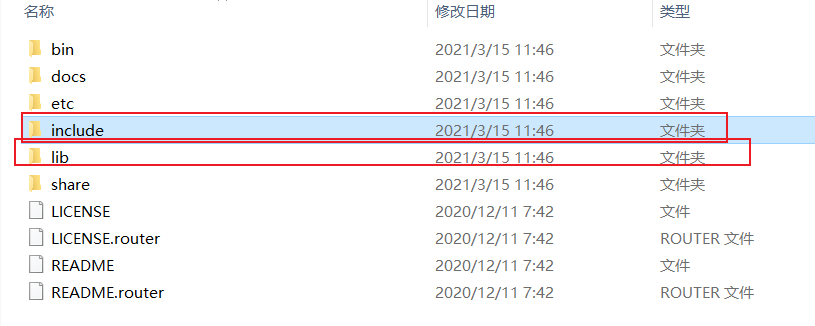 名称 修改日期 类型
bin 2021/3/15 11:46 文件夹
docs 2021/3/15 11:46 文件夹
etc 2021/3/15 11:46 文件夹
include 2021/3/15 11:46 文件夹
lib 2021/3/15 11:46 文件夹
share 2021/3/15 11:46 文件夹
LICENSE 2020/12/11 7:42 文件
LICENSE.router 2020/12/11 7:42 ROUTER 文件
README 2020/12/11 7:42 文件
README.router 2020/12/11 7:42 ROUTER 文件